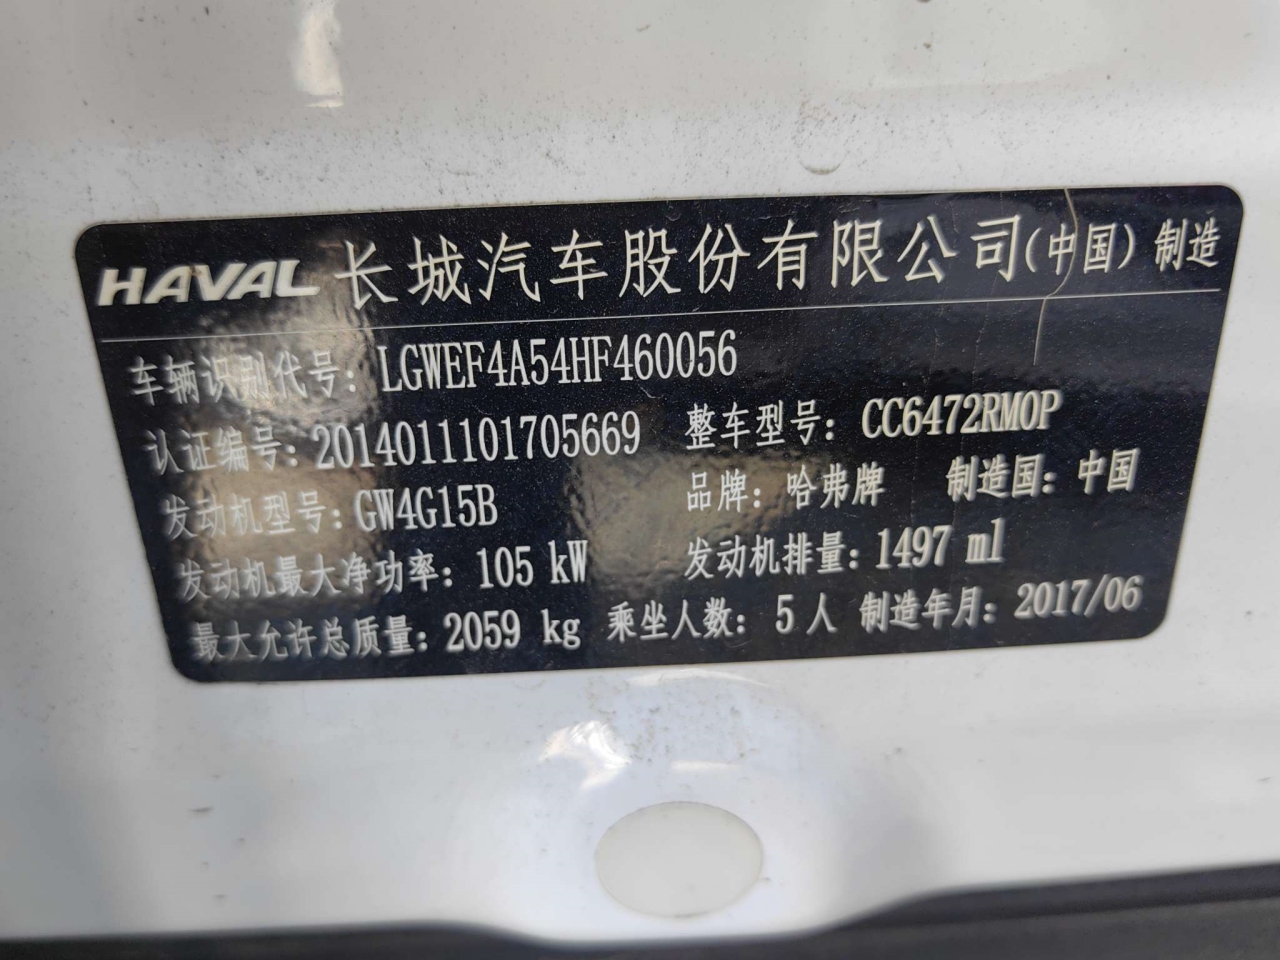 HAVAL 长城汽车股份有限公司(中国)制造
车辆识别代号: LGWEF4A54HF460056
认证编号: 2014011101705669 整车型号: CC6472RM0P
发动机型号: GW4G15B 品牌: 哈弗牌 制造国: 中国
发动机最大净功率: 105 kW 发动机排量: 1497 ml
最大允许总质量: 2059 kg 乘坐人数: 5人 制造年月: 2017/06